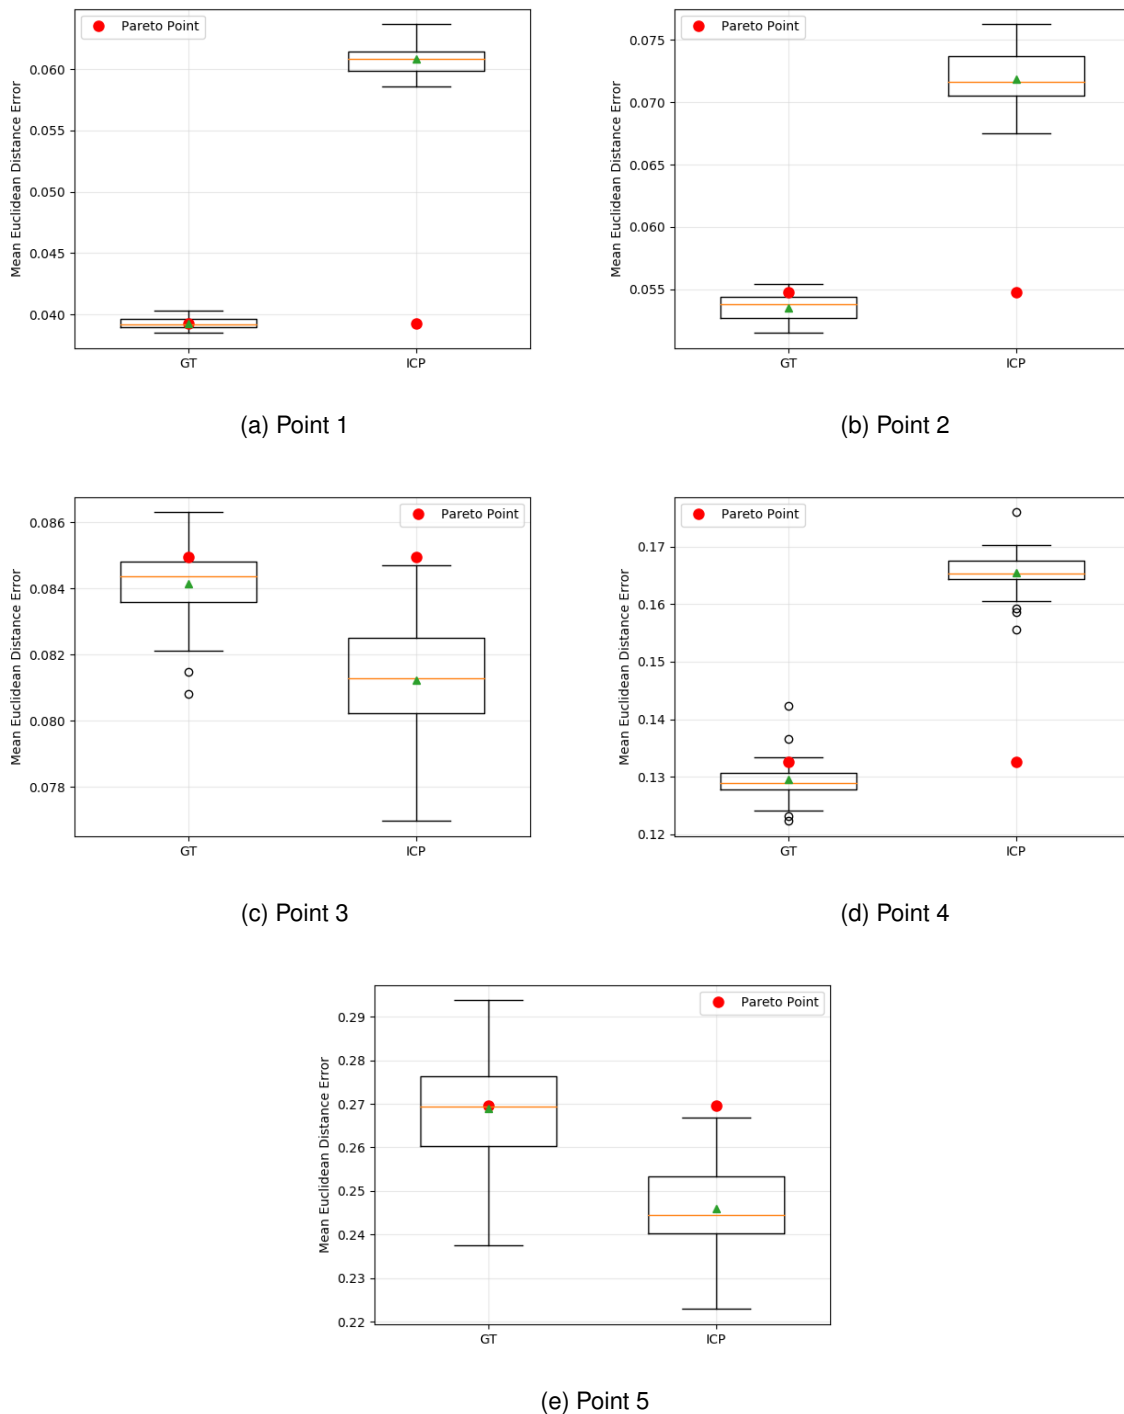 Pareto Point
Mean Euclidean Distance Error
0.060
0.055
0.050
0.045
0.040
GT
ICP
(a) Point 1
Pareto Point
Mean Euclidean Distance Error
0.075
0.070
0.065
0.060
0.055
GT
ICP
(b) Point 2
Pareto Point
Mean Euclidean Distance Error
0.086
0.084
0.082
0.080
0.078
GT
ICP
(c) Point 3
Pareto Point
Mean Euclidean Distance Error
0.17
0.16
0.15
0.14
0.13
0.12
GT
ICP
(d) Point 4
Pareto Point
Mean Euclidean Distance Error
0.29
0.28
0.27
0.26
0.25
0.24
0.23
0.22
GT
ICP
(e) Point 5